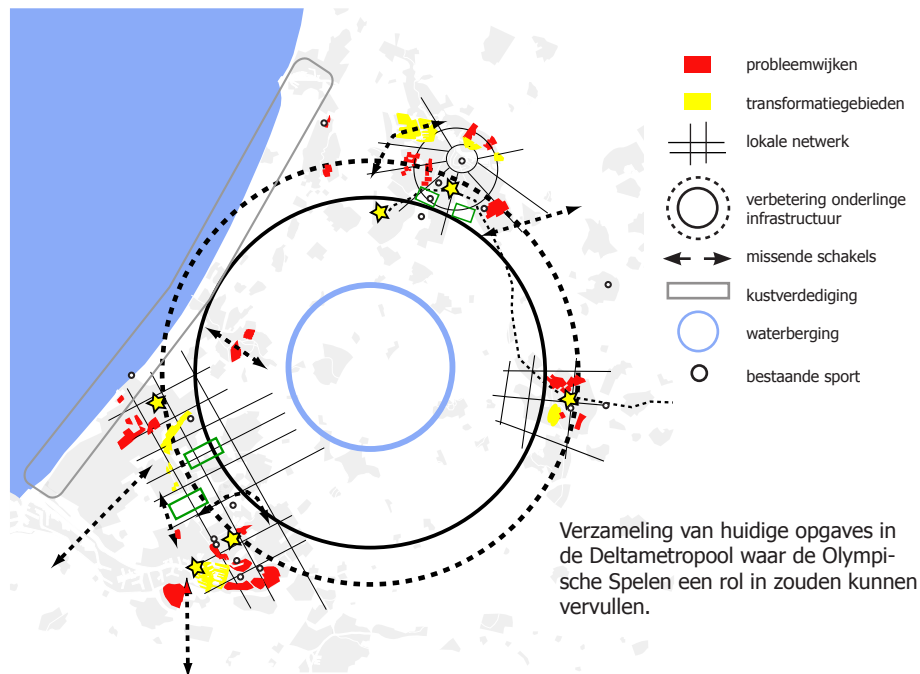 probleemwijken
transformatiegebieden
lokale netwerk
verbetering onderlinge
infrastructuur
missende schakels
kustverdediging
waterberging
bestaande sport
Verzameling van huidige opgaves in
de Deltametropool waar de Olympi-
sche Spelen een rol in zouden kunnen
vervullen.